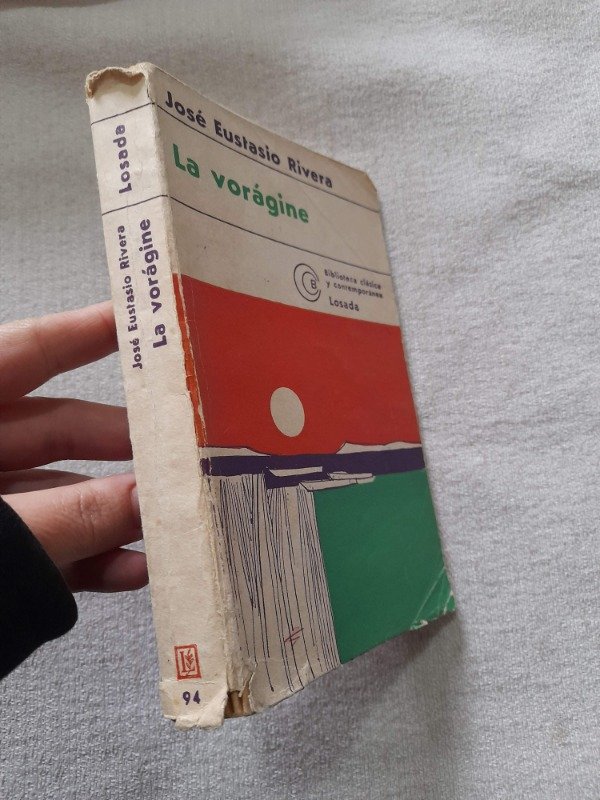 José Eustasio Rivera
La vorágine
Biblioteca clásica
y contemporánea
Losada
Losada
José Eustasio Rivera
La vorágine
94